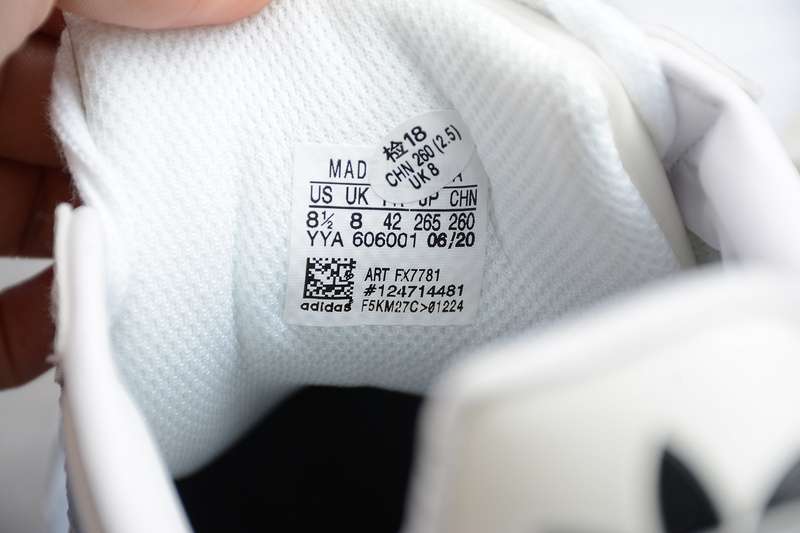 检18
CHN 260 (2.5)
UK 8
MAD
US UK CHN
8½ 8 42 265 260
YYA 606001 06/20
ART FX7781
#124714481
adidas F5KM27C>01224